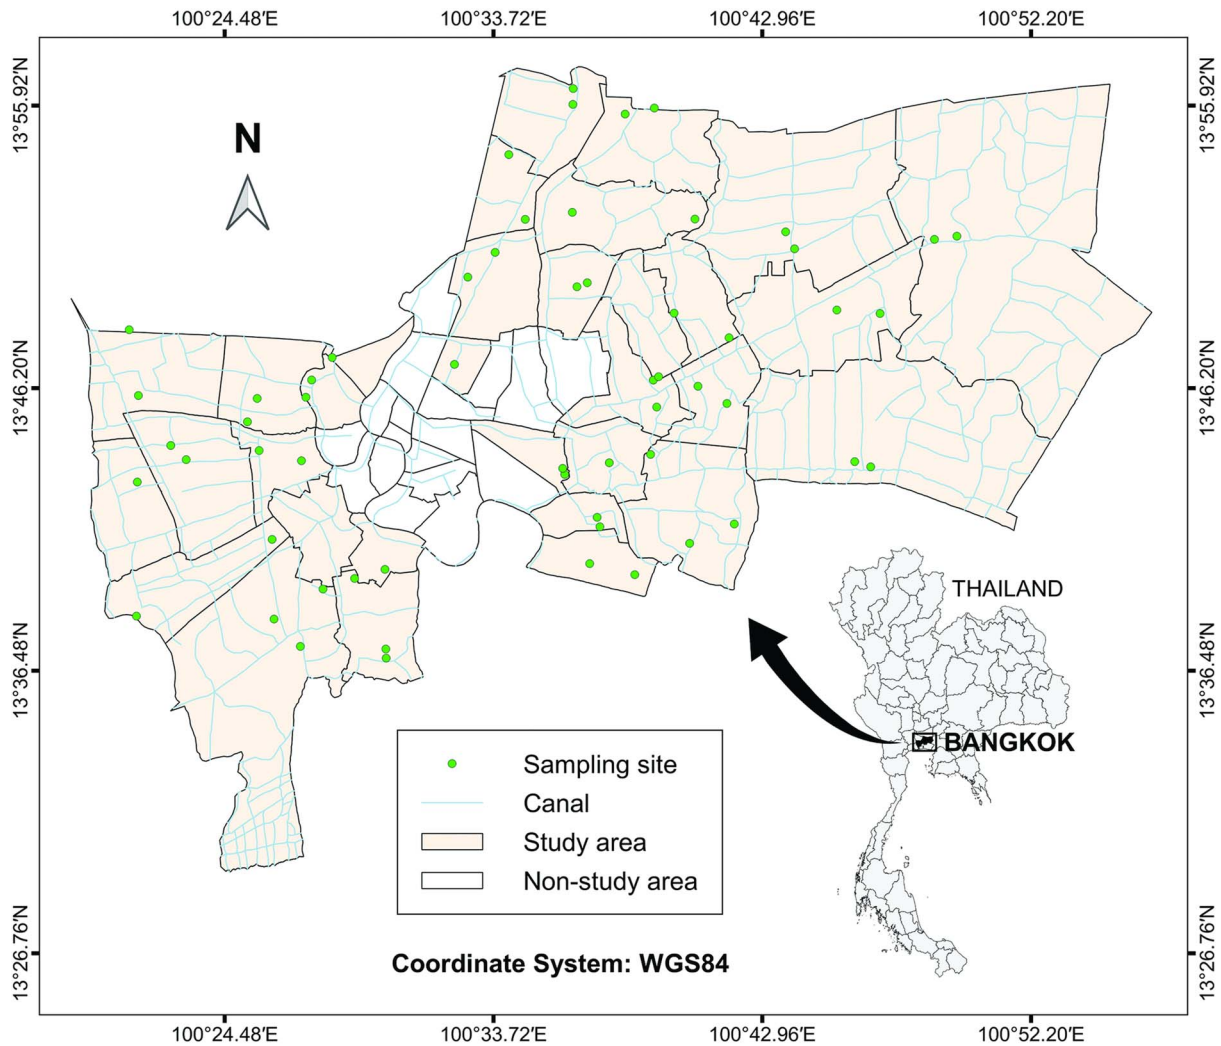 100°24.48′E 100°33.72′E 100°42.96′E 100°52.20′E
13°55.92′N 13°55.92′N
N
13°46.20′N 13°46.20′N
THAILAND
13°36.48′N 13°36.48′N
BANGKOK
Sampling site
Canal
Study area
Non-study area
13°26.76′N 13°26.76′N
Coordinate System: WGS84
100°24.48′E 100°33.72′E 100°42.96′E 100°52.20′E